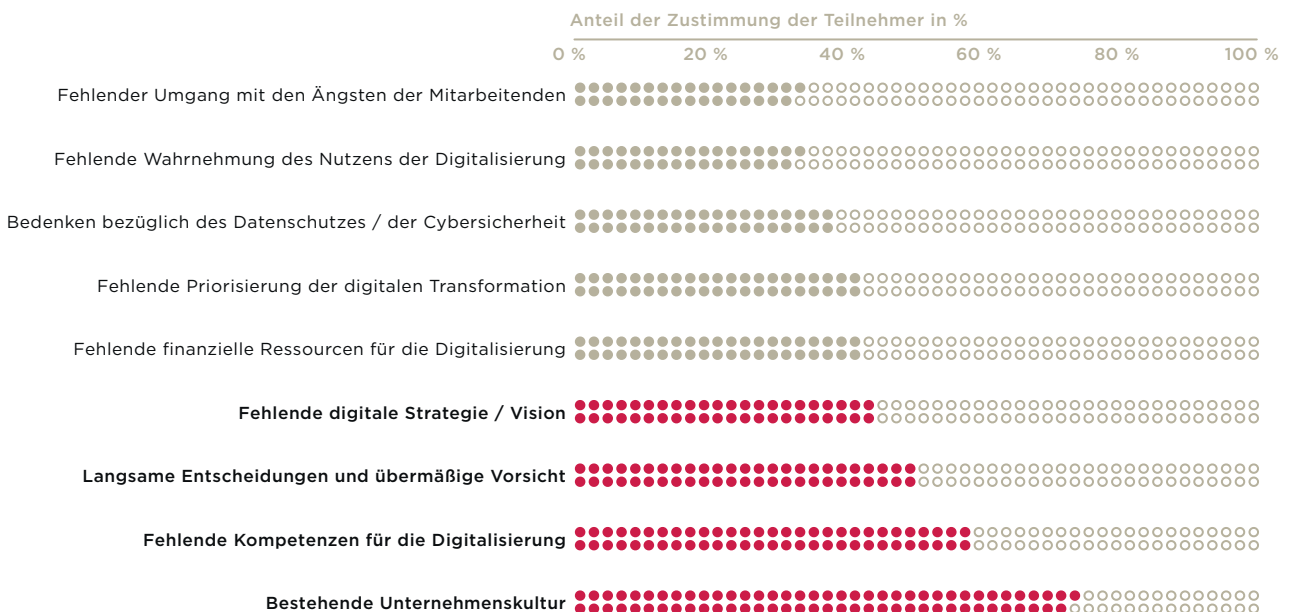 Anteil der Zustimmung der Teilnehmer in %
0 % 20 % 40 % 60 % 80 % 100 %
Fehlender Umgang mit den Ängsten der Mitarbeitenden
Fehlende Wahrnehmung des Nutzens der Digitalisierung
Bedenken bezüglich des Datenschutzes / der Cybersicherheit
Fehlende Priorisierung der digitalen Transformation
Fehlende finanzielle Ressourcen für die Digitalisierung
Fehlende digitale Strategie / Vision
Langsame Entscheidungen und übermäßige Vorsicht
Fehlende Kompetenzen für die Digitalisierung
Bestehende Unternehmenskultur